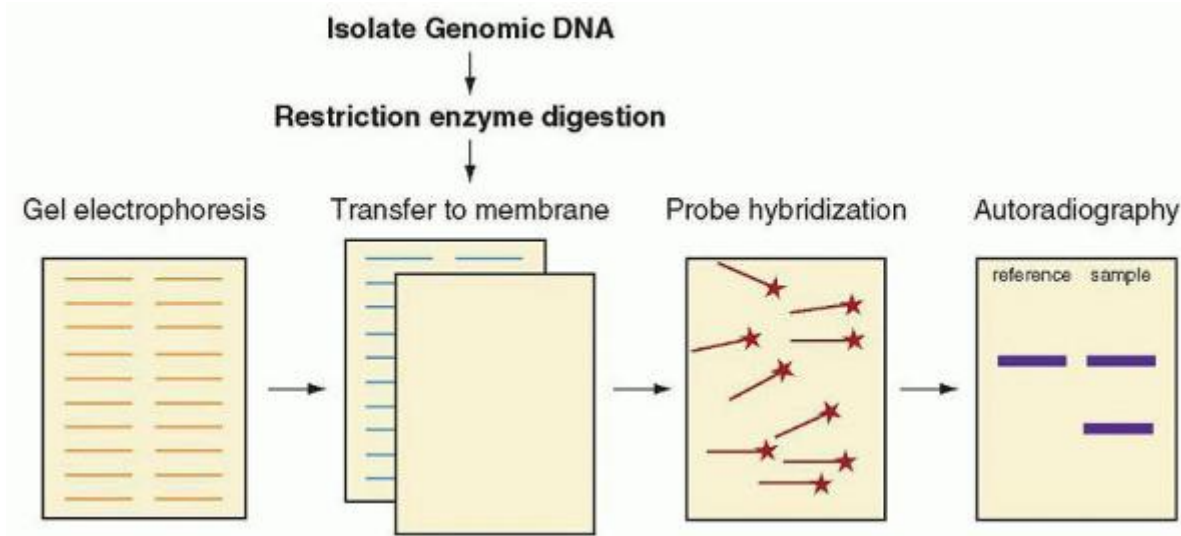 Isolate Genomic DNA
Restriction enzyme digestion
Gel electrophoresis
Transfer to membrane
Probe hybridization
Autoradiography
reference
sample